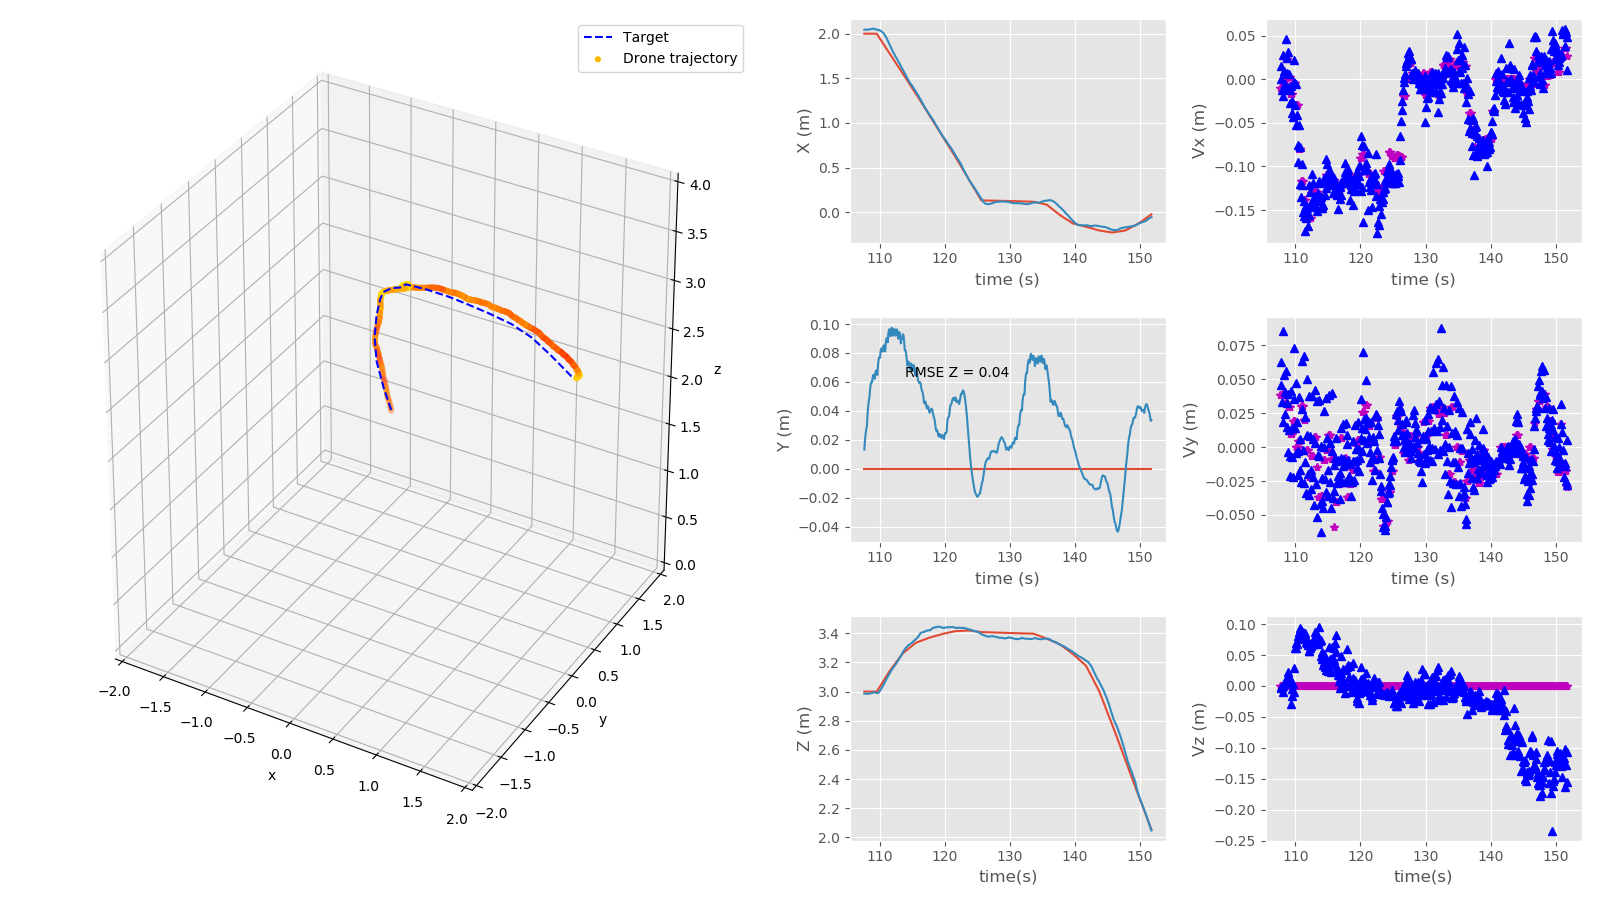 Target
Drone trajectory
4.0
3.5
3.0
2.5
2.0
1.5
1.0
0.5
0.0
z
2.0
1.5
1.0
0.5
0.0
−0.5
−1.0
−1.5
−2.0
y
−2.0
−1.5
−1.0
−0.5
0.0
0.5
1.0
1.5
2.0
x
2.0
1.5
1.0
0.5
0.0
X (m)
110 120 130 140 150
time (s)
0.05
0.00
−0.05
−0.10
−0.15
Vx (m)
110 120 130 140 150
time (s)
0.10
0.08
0.06
0.04
0.02
0.00
−0.02
−0.04
Y (m)
RMSE Z = 0.04
110 120 130 140 150
time (s)
0.075
0.050
0.025
0.000
−0.025
−0.050
Vy (m)
110 120 130 140 150
time (s)
3.4
3.2
3.0
2.8
2.6
2.4
2.2
2.0
Z (m)
110 120 130 140 150
time(s)
0.10
0.05
0.00
−0.05
−0.10
−0.15
−0.20
−0.25
Vz (m)
110 120 130 140 150
time(s)